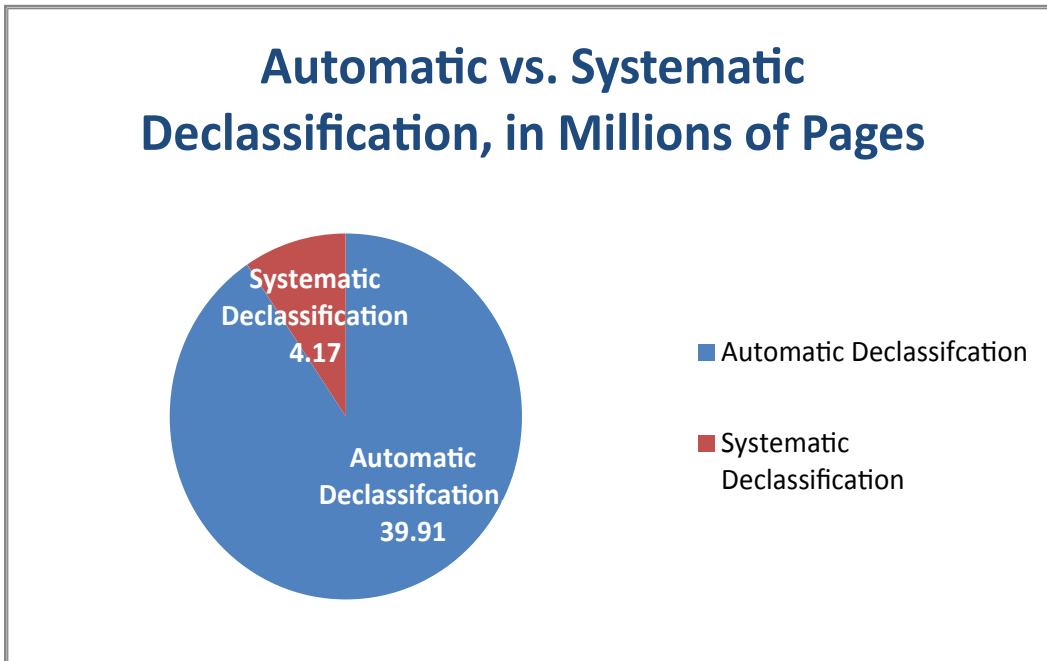 Automatic vs. Systematic
Declassification, in Millions of Pages
Systematic
Declassification
4.17
Automatic
Declassifcation
39.91
Automatic Declassifcation
Systematic
Declassification